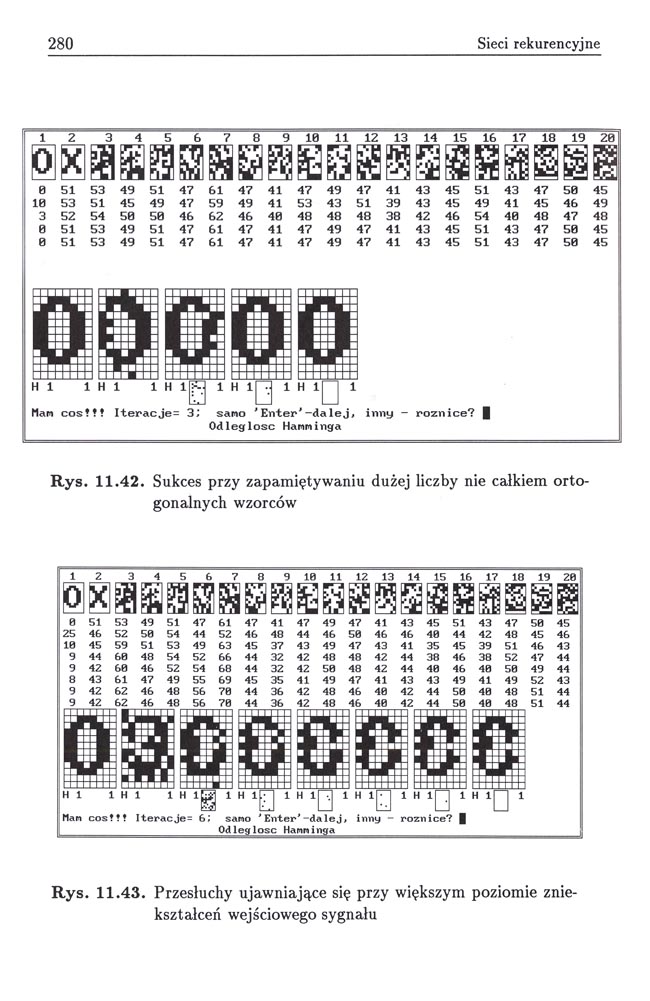 280 Sieci rekurencyjne
1 2 3 4 5 6 7 8 9 10 11 12 13 14 15 16 17 18 19 20
0 51 53 49 51 47 61 47 41 47 49 47 41 43 45 51 43 47 50 45
10 53 51 45 49 47 59 49 41 53 43 51 39 43 45 49 41 45 46 49
3 52 54 50 50 46 62 46 40 48 48 48 38 42 46 54 40 48 47 48
0 51 53 49 51 47 61 47 41 47 49 47 41 43 45 51 43 47 50 45
0 51 53 49 51 47 61 47 41 47 49 47 41 43 45 51 43 47 50 45
H 1 1 H 1 1 H 1 1 H 1 1 H 1 1
Mam cos!!! Iteracje= 3; samo 'Enter'-dalej, inny - roznice?
Odleglosc Hamminga
Rys. 11.42. Sukces przy zapamiętywaniu dużej liczby nie całkiem orto-
gonalnych wzorców
1 2 3 4 5 6 7 8 9 10 11 12 13 14 15 16 17 18 19 20
0 51 53 49 51 47 61 47 41 47 49 47 41 43 45 51 43 47 50 45
25 46 52 50 54 44 52 46 48 44 46 50 46 46 40 44 42 48 45 46
10 45 59 51 53 49 63 45 37 43 49 47 43 41 35 45 39 51 46 43
9 44 60 48 54 52 66 44 32 42 48 48 42 44 38 46 38 52 47 44
9 42 60 46 52 54 68 44 32 42 50 48 42 44 40 46 40 50 49 44
8 43 61 47 49 55 69 45 35 41 49 47 41 43 43 49 41 49 52 43
9 42 62 46 48 56 70 44 36 42 48 46 40 42 44 50 40 48 51 44
9 42 62 46 48 56 70 44 36 42 48 46 40 42 44 50 40 48 51 44
H 1 1 H 1 1 H 1 1 H 1 1 H 1 1 H 1 1 H 1 1 H 1 1
Mam cos!!! Iteracje= 6; samo 'Enter'-dalej, inny - roznice?
Odleglosc Hamminga
Rys. 11.43. Przesłuchy ujawniające się przy większym poziomie znie-
kształceń wejściowego sygnału